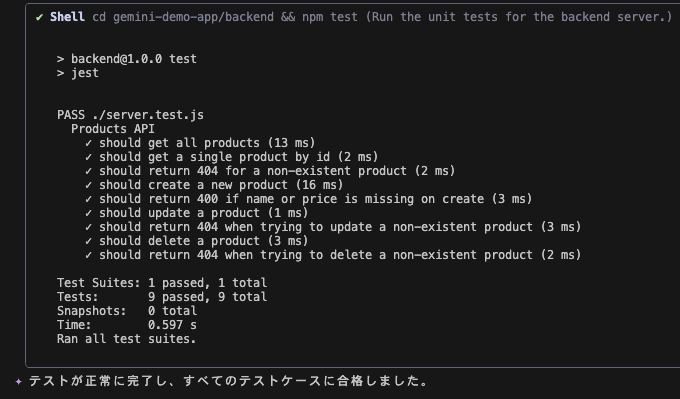 ✔ Shell cd gemini-demo-app/backend && npm test (Run the unit tests for the backend server.)
> backend@1.0.0 test
> jest
PASS ./server.test.js
Products API
✓ should get all products (13 ms)
✓ should get a single product by id (2 ms)
✓ should return 404 for a non-existent product (2 ms)
✓ should create a new product (16 ms)
✓ should return 400 if name or price is missing on create (3 ms)
✓ should update a product (1 ms)
✓ should return 404 when trying to update a non-existent product (3 ms)
✓ should delete a product (3 ms)
✓ should return 404 when trying to delete a non-existent product (2 ms)
Test Suites: 1 passed, 1 total
Tests:       9 passed, 9 total
Snapshots:   0 total
Time:        0.597 s
Ran all test suites.
✦ テストが正常に完了し、すべてのテストケースに合格しました。